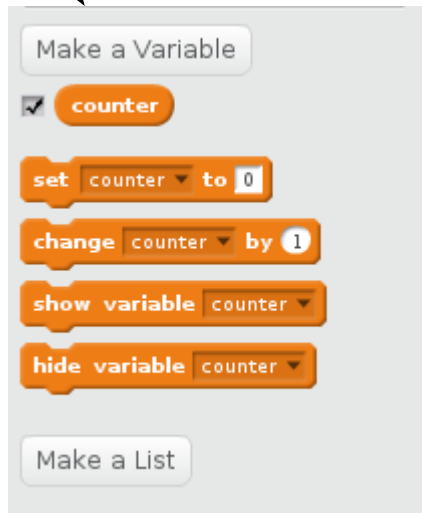 Make a Variable
counter
set counter to 0
change counter by 1
show variable counter
hide variable counter
Make a List